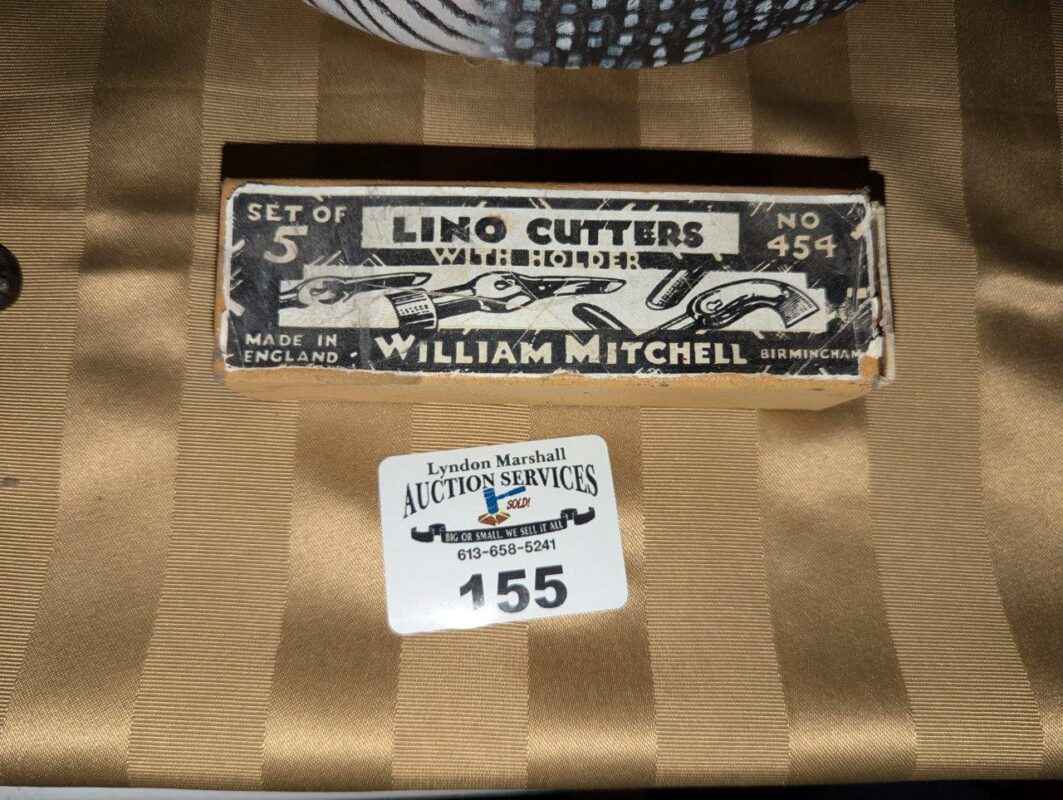 SET OF
5
LINO CUTTERS
WITH HOLDER
NO
454
MADE IN
ENGLAND
WILLIAM MITCHELL
BIRMINGHAM
Lyndon Marshall
AUCTION SERVICES
SOLD!
BIG OR SMALL, WE SELL IT ALL
613-658-5241
155